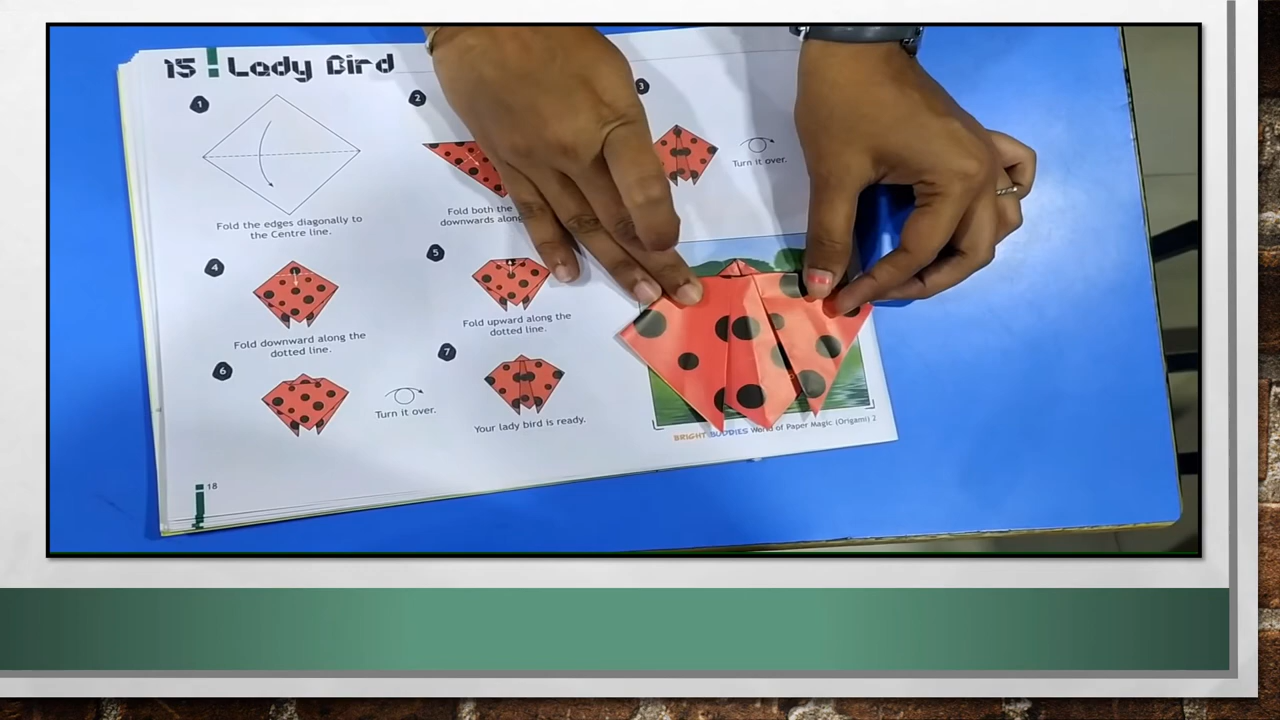 15 Lady Bird
1
Fold the edges diagonally to
the Centre line.
2
Fold both the
downwards along
3
Turn it over.
4
Fold downward along the
dotted line.
5
Fold upward along the
dotted line.
6
Turn it over.
7
Your lady bird is ready.
18
BRIGHT BUDDIES World of Paper Magic (Origami) 2